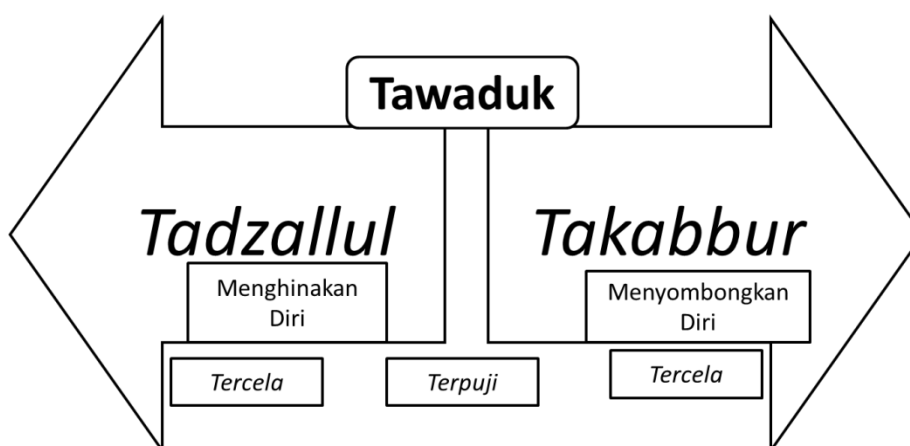 Tawaduk
Tadzallul
Takabbur
Menghinakan
Diri
Menyombongkan
Diri
Tercela
Terpuji
Tercela